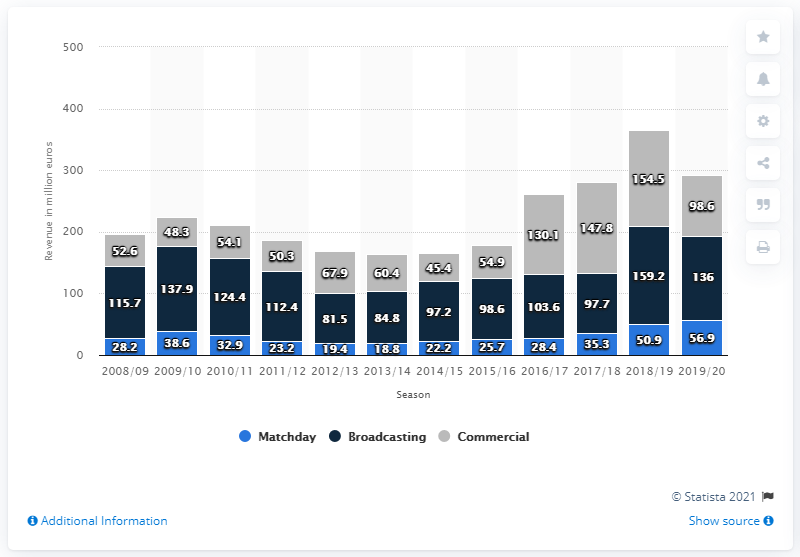 500
400
300
200
100
0
Revenue in million euros
52.6 48.3 54.1 50.3 67.9 60.4 45.4 54.9 130.1 147.8 154.5 98.6
115.7 137.9 124.4 112.4 81.5 84.8 97.2 98.6 103.6 97.7 159.2 136
28.2 38.6 32.9 23.2 19.4 18.8 22.2 25.7 28.4 35.3 50.9 56.9
2008/09 2009/10 2010/11 2011/12 2012/13 2013/14 2014/15 2015/16 2016/17 2017/18 2018/19 2019/20
Season
Matchday Broadcasting Commercial
© Statista 2021
Additional Information
Show source